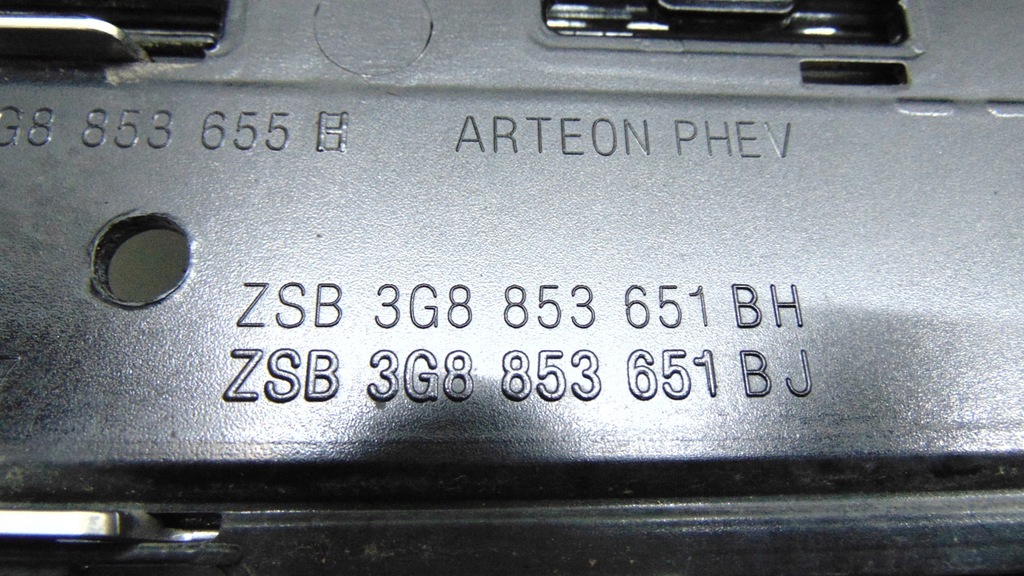 G8 853 655 H ARTEON PHEV
ZSB 3G8 853 651 BH
ZSB 3G8 853 651 BJ